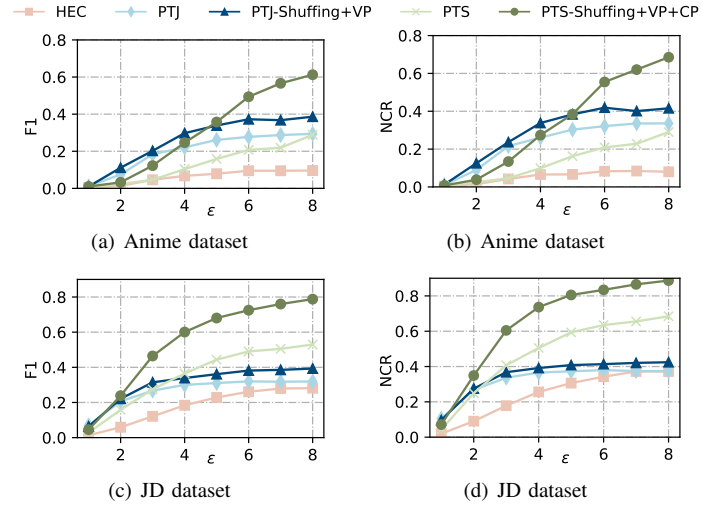 HEC PTJ PTJ-Shuffing+VP PTS PTS-Shuffing+VP+CP
0.8
0.6
0.4
0.2
0.0
F1
2 4 6 8
ε
(a) Anime dataset
0.8
0.6
0.4
0.2
0.0
NCR
2 4 6 8
ε
(b) Anime dataset
0.8
0.6
0.4
0.2
0.0
F1
2 4 6 8
ε
(c) JD dataset
0.8
0.6
0.4
0.2
0.0
NCR
2 4 6 8
ε
(d) JD dataset